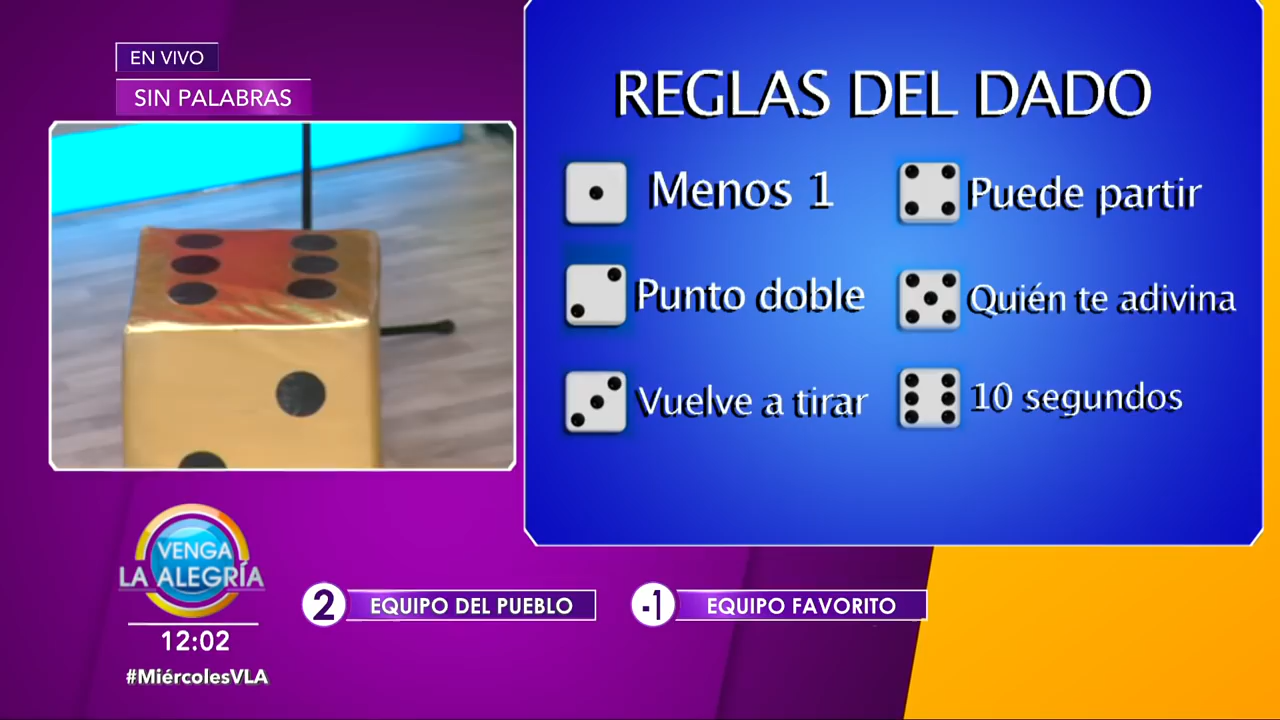 EN VIVO
SIN PALABRAS
REGLAS DEL DADO
Menos 1
Puede partir
Punto doble
Quién te adivina
Vuelve a tirar
10 segundos
VENGA
LA ALEGRÍA
12:02
#MiércolesVLA
2 EQUIPO DEL PUEBLO
-1 EQUIPO FAVORITO